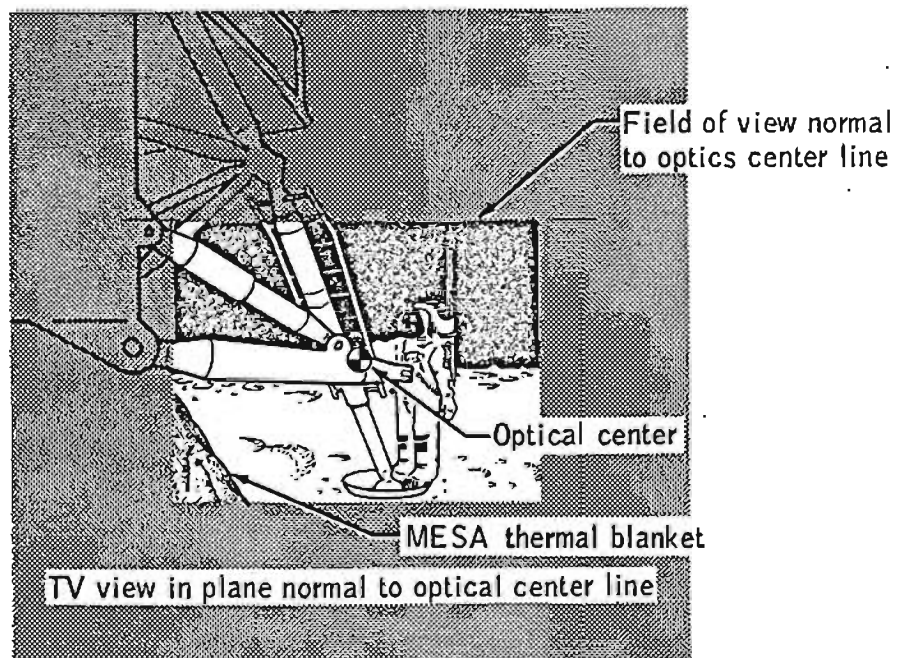 Field of view normal
to optics center line
Optical center
MESA thermal blanket
TV view in plane normal to optical center line